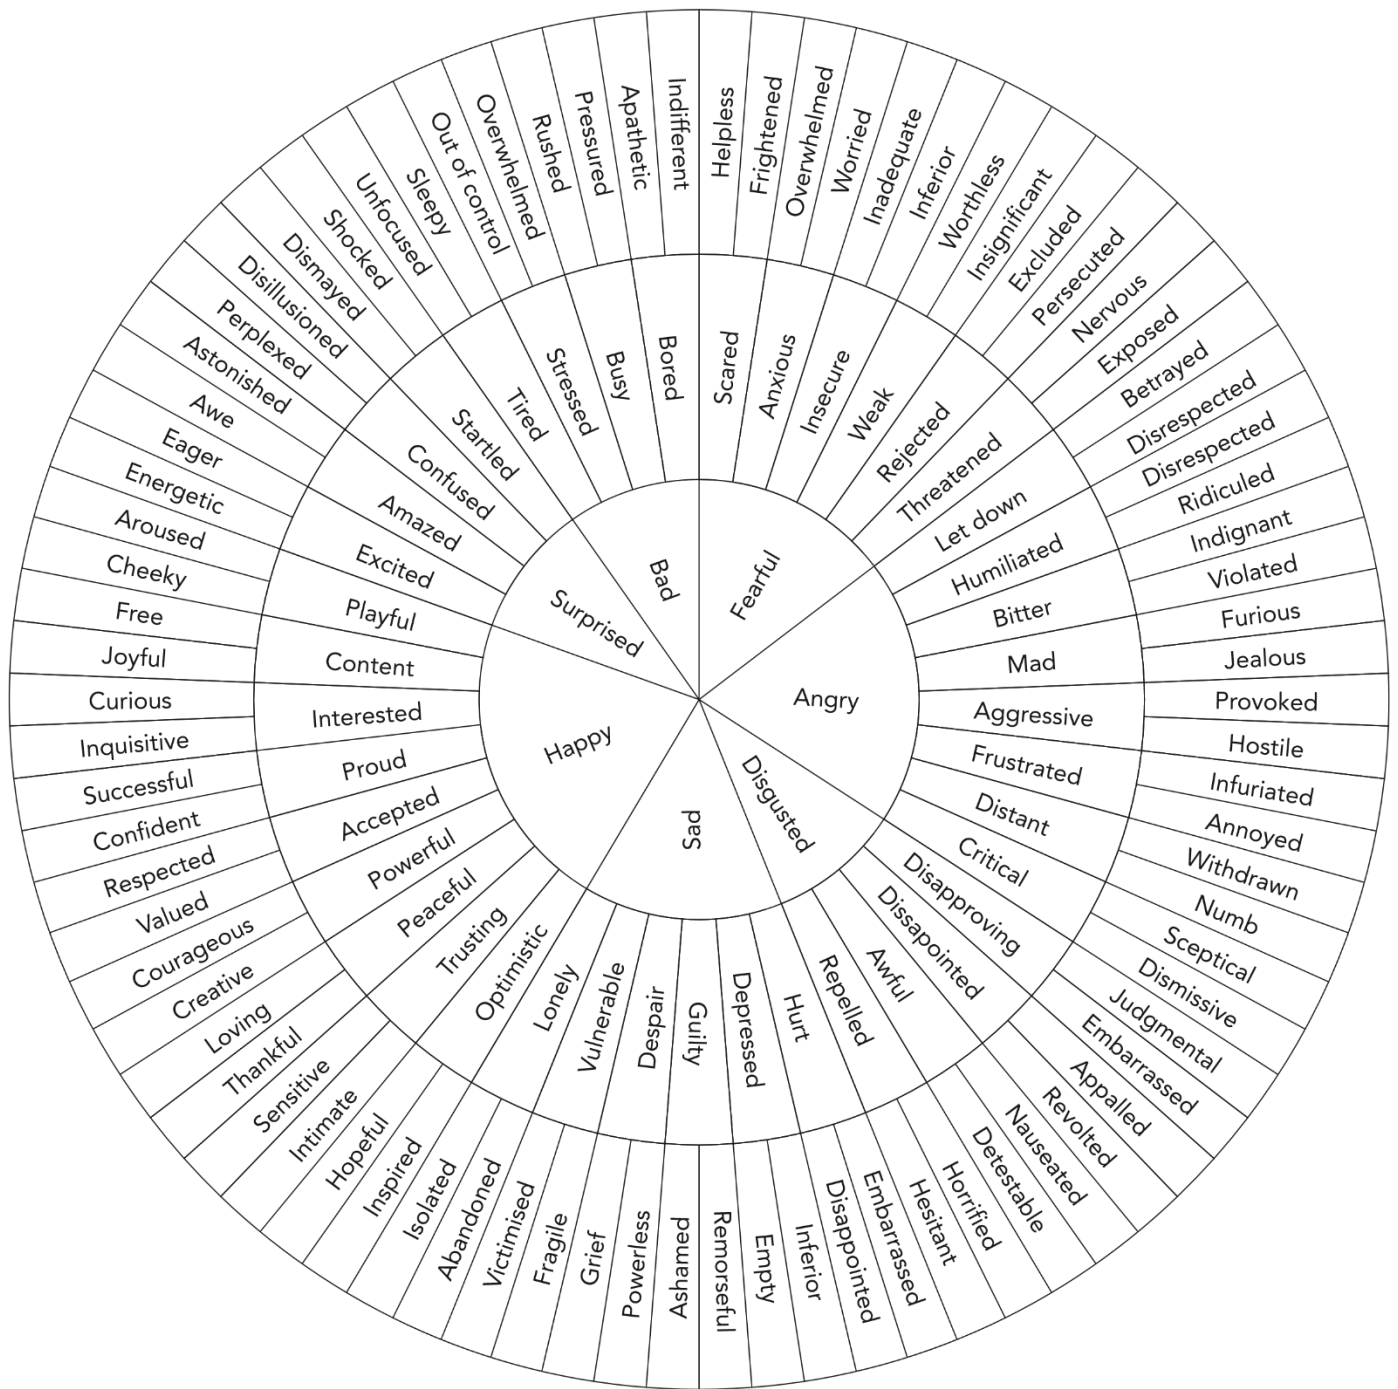 Bad
Fearful
Angry
Disgusted
Sad
Happy
Surprised
Scared
Anxious
Insecure
Weak
Rejected
Threatened
Let down
Humiliated
Bitter
Mad
Aggressive
Frustrated
Distant
Critical
Disapproving
Dissapointed
Awful
Repelled
Hurt
Depressed
Guilty
Despair
Vulnerable
Lonely
Optimistic
Trusting
Peaceful
Powerful
Accepted
Proud
Interested
Content
Playful
Excited
Amazed
Confused
Startled
Tired
Stressed
Busy
Bored
Helpless
Frightened
Overwhelmed
Worried
Inadequate
Inferior
Worthless
Insignificant
Excluded
Persecuted
Nervous
Exposed
Betrayed
Disrespected
Disrespected
Ridiculed
Indignant
Violated
Furious
Jealous
Provoked
Hostile
Infuriated
Annoyed
Withdrawn
Numb
Sceptical
Dismissive
Judgmental
Embarrassed
Appalled
Revolted
Nauseated
Detestable
Horrified
Hesitant
Embarrassed
Disappointed
Inferior
Empty
Remorseful
Ashamed
Powerless
Grief
Fragile
Victimised
Abandoned
Isolated
Inspired
Hopeful
Intimate
Sensitive
Thankful
Loving
Creative
Courageous
Valued
Respected
Confident
Successful
Inquisitive
Curious
Joyful
Free
Cheeky
Aroused
Energetic
Eager
Awe
Astonished
Perplexed
Disillusioned
Dismayed
Shocked
Unfocused
Sleepy
Out of control
Overwhelmed
Rushed
Pressured
Apathetic
Indifferent